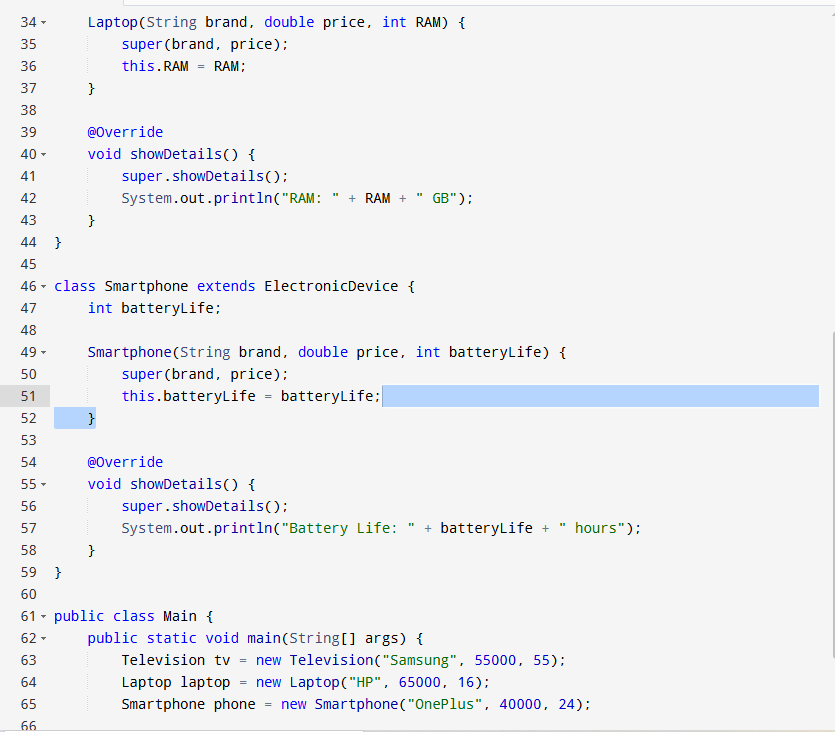 34 Laptop(String brand, double price, int RAM) {
35 super(brand, price);
36 this.RAM = RAM;
37 }
38
39 @Override
40 void showDetails() {
41 super.showDetails();
42 System.out.println("RAM: " + RAM + " GB");
43 }
44 }
45
46 class Smartphone extends ElectronicDevice {
47 int batteryLife;
48
49 Smartphone(String brand, double price, int batteryLife) {
50 super(brand, price);
51 this.batteryLife = batteryLife;
52 }
53
54 @Override
55 void showDetails() {
56 super.showDetails();
57 System.out.println("Battery Life: " + batteryLife + " hours");
58 }
59 }
60
61 public class Main {
62 public static void main(String[] args) {
63 Television tv = new Television("Samsung", 55000, 55);
64 Laptop laptop = new Laptop("HP", 65000, 16);
65 Smartphone phone = new Smartphone("OnePlus", 40000, 24);
66